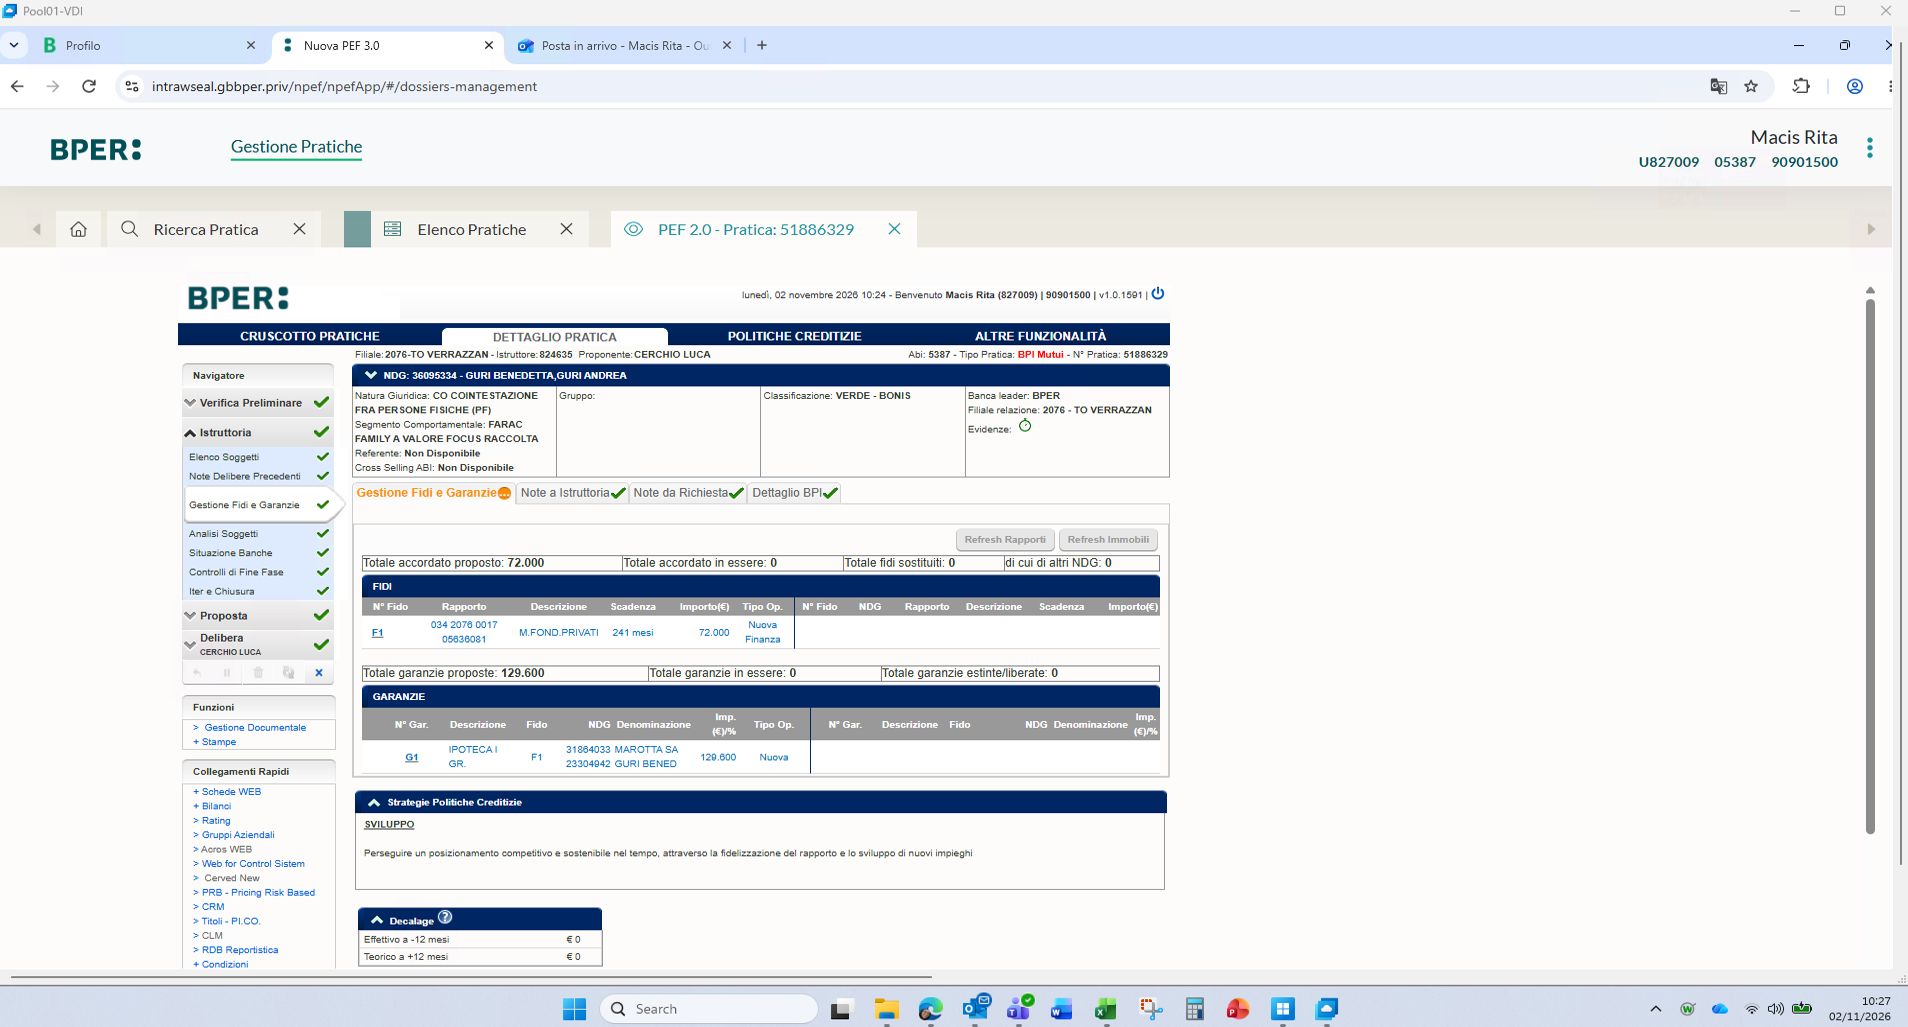 Pool01-VDI
Profilo
Nuova PEF 3.0
Posta in arrivo - Macis Rita - Ou
intrawseal.gbbper.priv/npef/npefApp/#/dossiers-management
BPER:
Gestione Pratiche
Macis Rita
U827009 05387 90901500
Ricerca Pratica
Elenco Pratiche
PEF 2.0 - Pratica: 51886329
BPER:
lunedì, 02 novembre 2026 10:24 - Benvenuto Macis Rita (827009) | 90901500 | v1.0.1591 |
CRUSCOTTO PRATICHE
DETTAGLIO PRATICA
POLITICHE CREDITIZIE
ALTRE FUNZIONALITÀ
Filiale: 2076-TO VERRAZZAN - Istruttore: 824635 Proponente: CERCHIO LUCA
Abi: 5387 - Tipo Pratica: BPI Mutui - N° Pratica: 51886329
Navigatore
Verifica Preliminare
Istruttoria
Elenco Soggetti
Note Delibere Precedenti
Gestione Fidi e Garanzie
Analisi Soggetti
Situazione Banche
Controlli di Fine Fase
Iter e Chiusura
Proposta
Delibera
CERCHIO LUCA
Funzioni
> Gestione Documentale
+ Stampe
Collegamenti Rapidi
+ Schede WEB
+ Bilanci
> Rating
> Gruppi Aziendali
> Acros WEB
> Web for Control Sistem
> Cerved New
> PRB - Pricing Risk Based
> CRM
> Titoli - PI.CO.
> CLM
> RDB Reportistica
+ Condizioni
NDG: 36095334 - GURI BENEDETTA,GURI ANDREA
Natura Giuridica: CO COINTESTAZIONE
FRA PERSONE FISICHE (PF)
Segmento Comportamentale: FARAC
FAMILY A VALORE FOCUS RACCOLTA
Referente: Non Disponibile
Cross Selling ABI: Non Disponibile
Gruppo:
Classificazione: VERDE - BONIS
Banca leader: BPER
Filiale relazione: 2076 - TO VERRAZZAN
Evidenze:
Gestione Fidi e Garanzie
Note a Istruttoria
Note da Richiesta
Dettaglio BPI
Refresh Rapporti
Refresh Immobili
Totale accordato proposto: 72.000
Totale accordato in essere: 0
Totale fidi sostituiti: 0
di cui di altri NDG: 0
FIDI
N° Fido Rapporto Descrizione Scadenza Importo(€) Tipo Op. N° Fido NDG Rapporto Descrizione Scadenza Importo(€)
F1 034 2076 0017 05636081 M.FOND.PRIVATI 241 mesi 72.000 Nuova Finanza
Totale garanzie proposte: 129.600
Totale garanzie in essere: 0
Totale garanzie estinte/liberate: 0
GARANZIE
N° Gar. Descrizione Fido NDG Denominazione Imp. (€)/% Tipo Op. N° Gar. Descrizione Fido NDG Denominazione Imp. (€)/%
G1 IPOTECA I GR. F1 31864033 MAROTTA SA 23304942 GURI BENED 129.600 Nuova
Strategie Politiche Creditizie
SVILUPPO
Perseguire un posizionamento competitivo e sostenibile nel tempo, attraverso la fidelizzazione del rapporto e lo sviluppo di nuovi impieghi
Decalage ?
Effettivo a -12 mesi € 0
Teorico a +12 mesi € 0
Search
10:27
02/11/2026